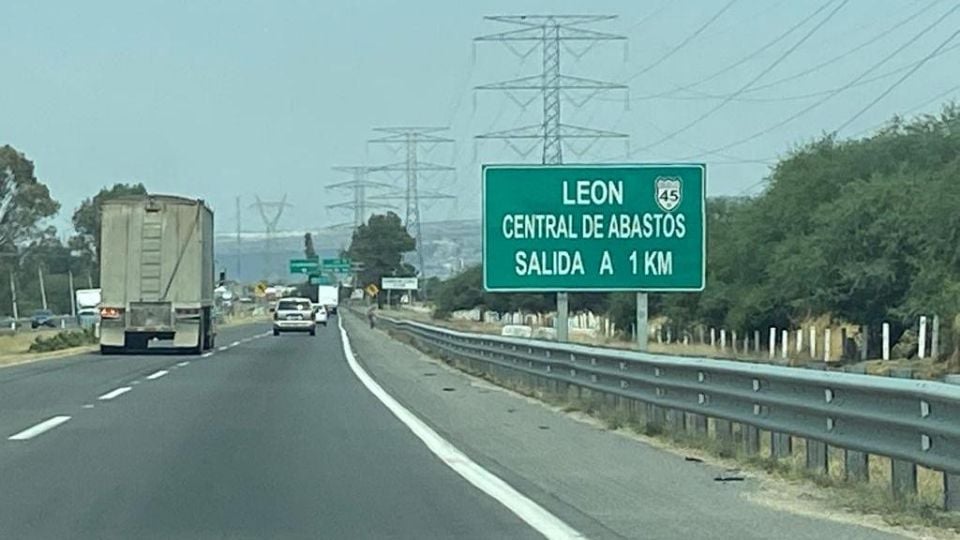 LEON 45
CENTRAL DE ABASTOS
SALIDA A 1 KM